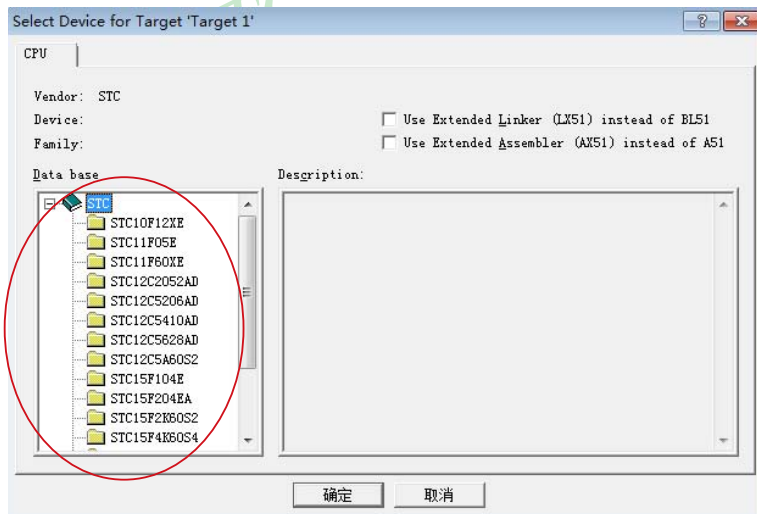 Select Device for Target 'Target 1'
CPU
Vendor: STC
Device:
Use Extended Linker (LX51) instead of BL51
Family:
Use Extended Assembler (AX51) instead of A51
Data base
Description:
STC
STC10F12XE
STC11F05E
STC11F60XE
STC12C2052AD
STC12C5206AD
STC12C5410AD
STC12C5628AD
STC12C5A60S2
STC15F104E
STC15F204EA
STC15F2K60S2
STC15F4K60S4
确定
取消